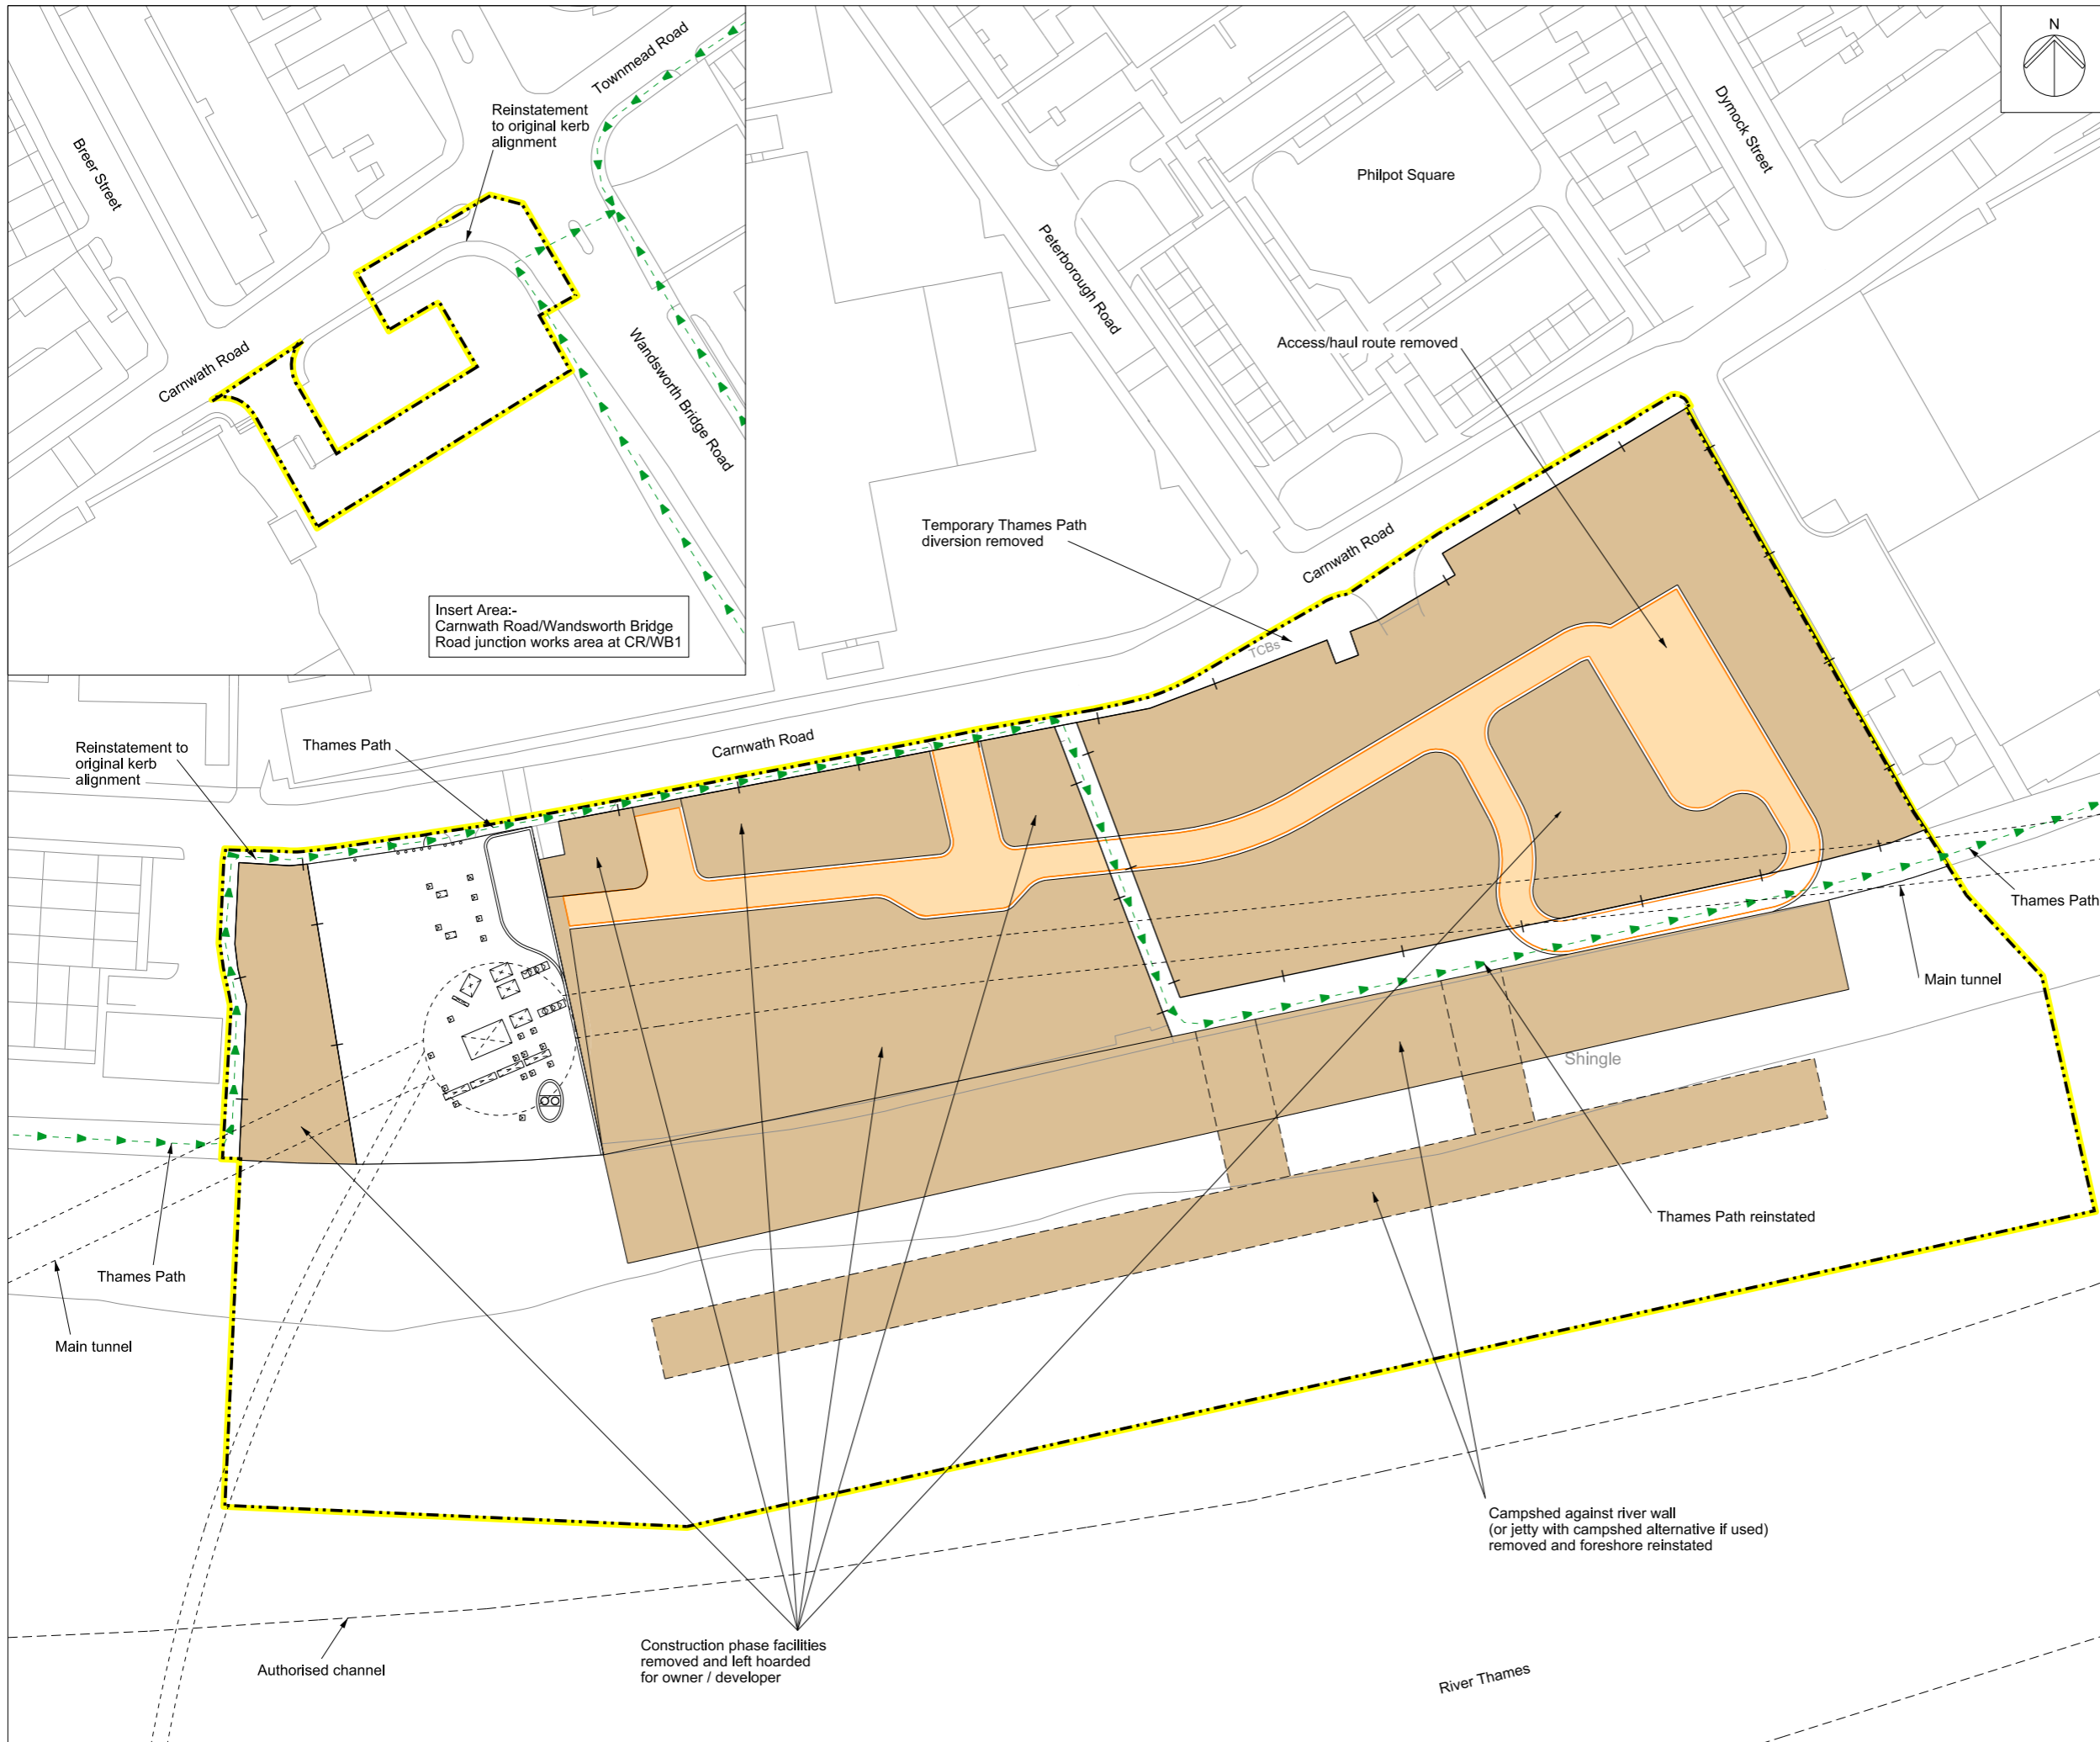 Townmead Road
Reinstatement
to original kerb
alignment
Breer Street
Carnwath Road
Wandsworth Bridge Road
Insert Area:-
Carnwath Road/Wandsworth Bridge
Road junction works area at CR/WB1
N
Dymock Street
Philpot Square
Peterborough Road
Access/haul route removed
Temporary Thames Path
diversion removed
Carnwath Road
TCBs
Reinstatement to
original kerb
alignment
Thames Path
Carnwath Road
Thames Path
Main tunnel
Shingle
Thames Path reinstated
Thames Path
Main tunnel
Campshed against river wall
(or jetty with campshed alternative if used)
removed and foreshore reinstated
Construction phase facilities
removed and left hoarded
for owner / developer
Authorised channel
River Thames